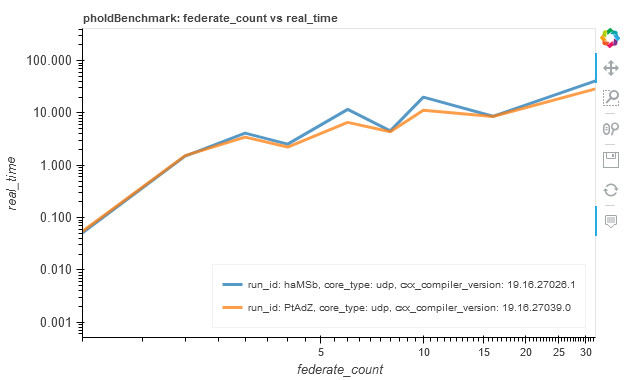 pholdBenchmark: federate_count vs real_time
100.000
10.000
1.000
0.100
0.010
0.001
real_time
run_id: haMSb, core_type: udp, cxx_compiler_version: 19.16.27026.1
run_id: PtAdZ, core_type: udp, cxx_compiler_version: 19.16.27039.0
5 10 15 20 25 30
federate_count